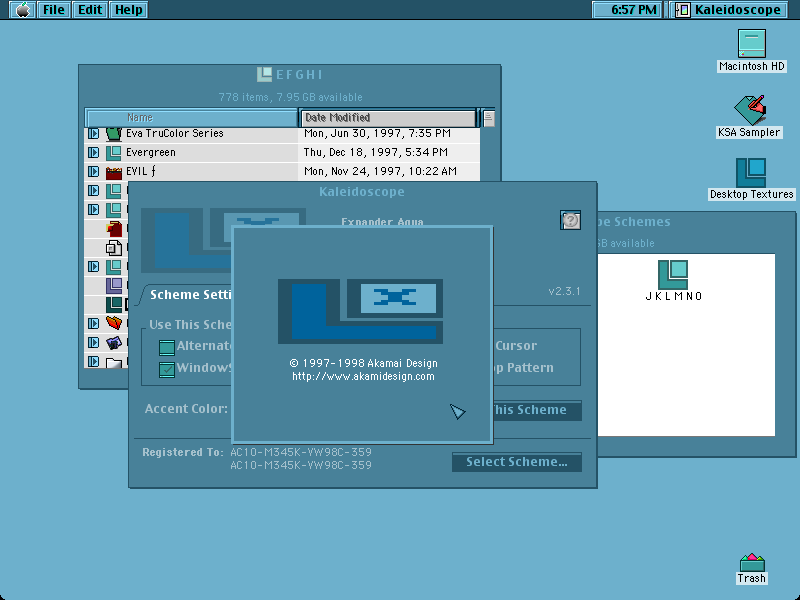 File Edit Help
6:57 PM Kaleidoscope
Macintosh HD
KSA Sampler
Desktop Textures
EFGHI
778 items, 7.95 GB available
Name Date Modified
Eva TruColor Series Mon, Jun 30, 1997, 7:35 PM
Evergreen Thu, Dec 18, 1997, 5:34 PM
EVIL ƒ Mon, Nov 24, 1997, 10:22 AM
Kaleidoscope
Expander Aqua
v2.3.1
Scheme Setti
Use This Sche
Alternat
Window
Cursor
Pattern
Accent Color:
his Scheme
Registered To: AC10-M345K-YW98C-359
AC10-M345K-YW98C-359
Select Scheme...
© 1997-1998 Akamai Design
http://www.akamidesign.com
pe Schemes
GB available
JKLMNO
Trash